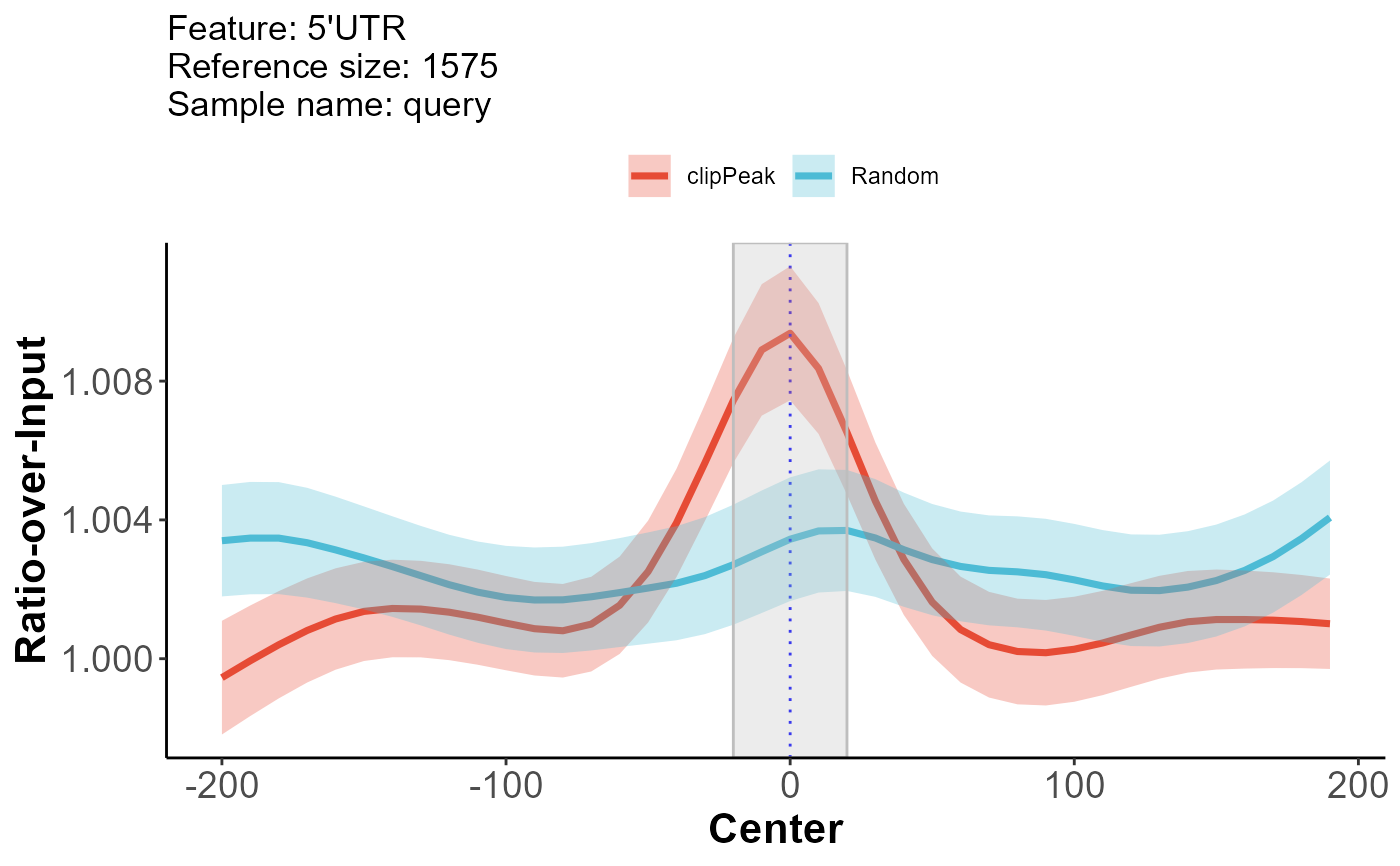 Feature: 5'UTR
Reference size: 1575
Sample name: query
clipPeak Random
Ratio-over-Input
1.008
1.004
1.000
-200 -100 0 100 200
Center